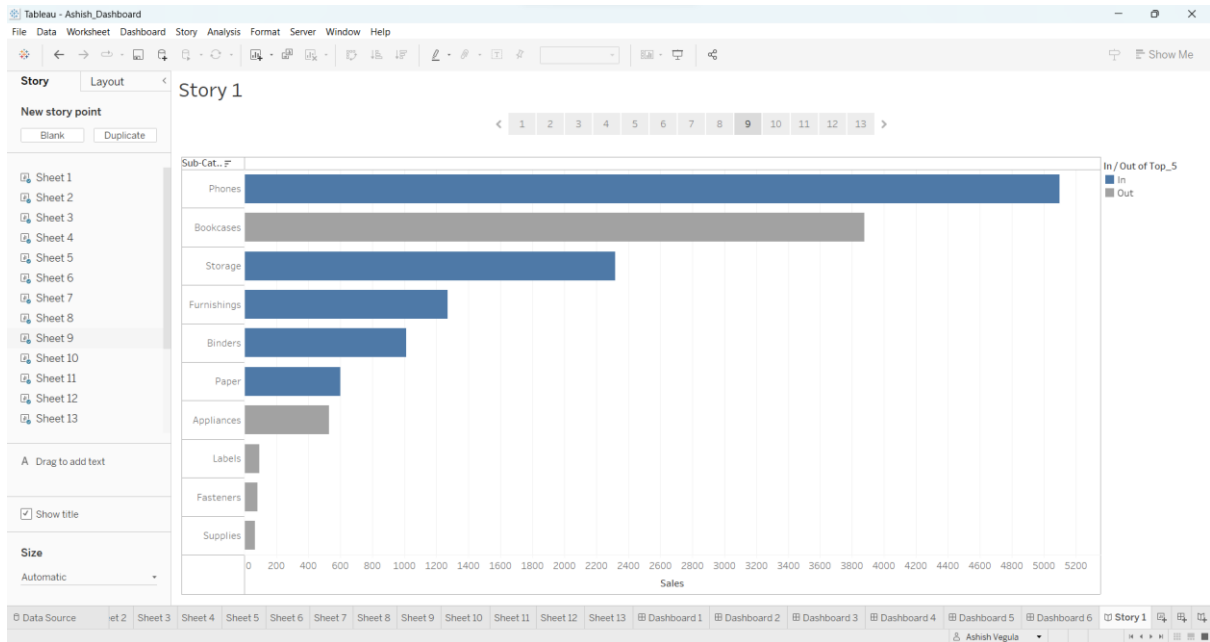 Tableau - Ashish_Dashboard
File Data Worksheet Dashboard Story Analysis Format Server Window Help
Show Me
Story Layout
Story 1
New story point
Blank Duplicate
1 2 3 4 5 6 7 8 9 10 11 12 13
Sheet 1
Sheet 2
Sheet 3
Sheet 4
Sheet 5
Sheet 6
Sheet 7
Sheet 8
Sheet 9
Sheet 10
Sheet 11
Sheet 12
Sheet 13
A Drag to add text
Show title
Size
Automatic
Sub-Cat..
Phones
Bookcases
Storage
Furnishings
Binders
Paper
Appliances
Labels
Fasteners
Supplies
0 200 400 600 800 1000 1200 1400 1600 1800 2000 2200 2400 2600 2800 3000 3200 3400 3600 3800 4000 4200 4400 4600 4800 5000 5200
Sales
In / Out of Top_5
In
Out
Data Source et 2 Sheet 3 Sheet 4 Sheet 5 Sheet 6 Sheet 7 Sheet 8 Sheet 9 Sheet 10 Sheet 11 Sheet 12 Sheet 13 Dashboard 1 Dashboard 2 Dashboard 3 Dashboard 4 Dashboard 5 Dashboard 6 Story 1
Ashish Vegula